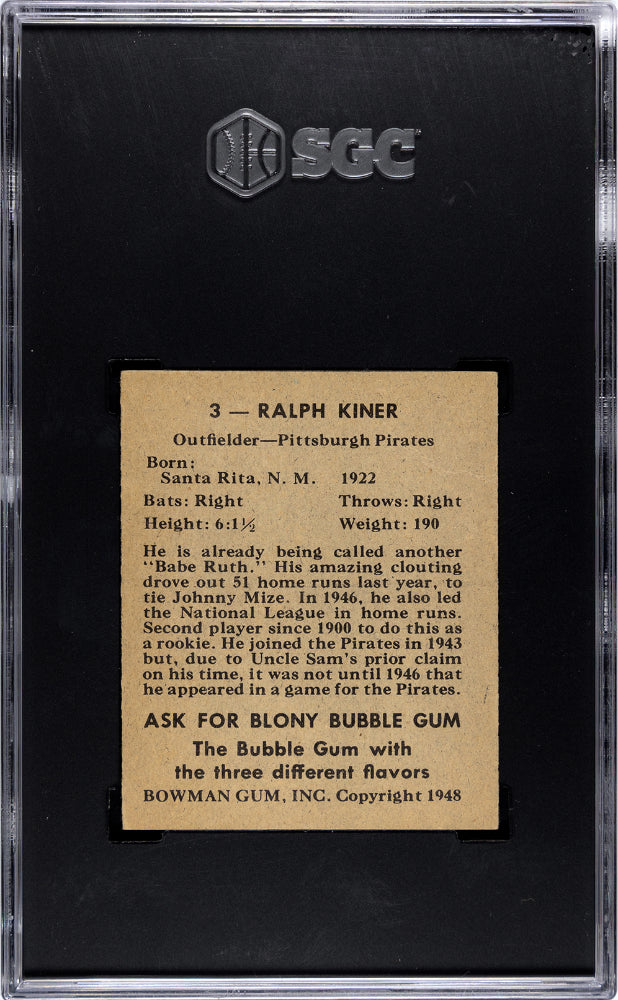 SGC
3 — RALPH KINER
Outfielder—Pittsburgh Pirates
Born:
Santa Rita, N. M. 1922
Bats: Right Throws: Right
Height: 6:1½ Weight: 190
He is already being called another
"Babe Ruth." His amazing clouting
drove out 51 home runs last year, to
tie Johnny Mize. In 1946, he also led
the National League in home runs.
Second player since 1900 to do this as
a rookie. He joined the Pirates in 1943
but, due to Uncle Sam's prior claim
on his time, it was not until 1946 that
he appeared in a game for the Pirates.
ASK FOR BLONY BUBBLE GUM
The Bubble Gum with
the three different flavors
BOWMAN GUM, INC. Copyright 1948